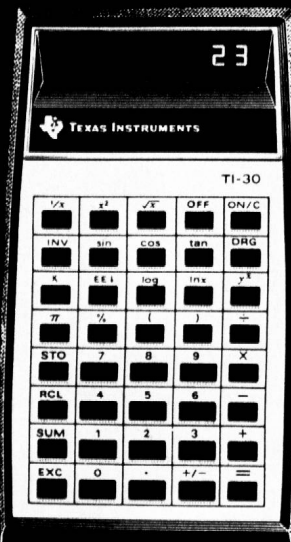 23
TEXAS INSTRUMENTS
TI-30
1/x x² √x OFF ON/C
INV sin cos tan DRG
K EE↓ log lnx yˣ
π % ( ) ÷
STO 7 8 9 X
RCL 4 5 6 −
SUM 1 2 3 +
EXC 0 · +/− =